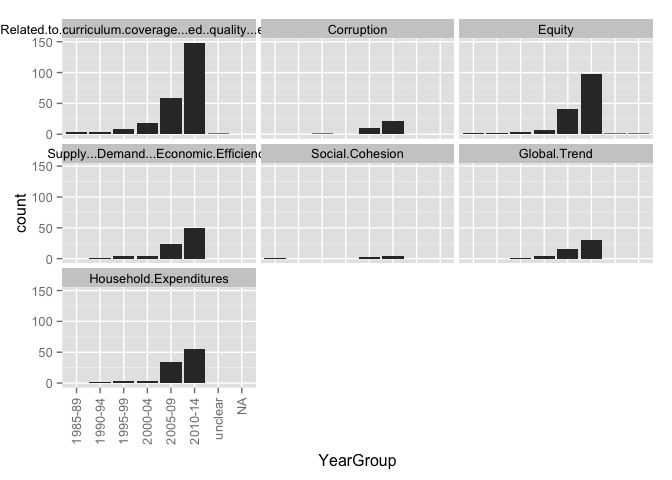 Related.to.curriculum.coverage...ed..quality...e
Corruption
Equity
150
100
50
0
Supply...Demand...Economic.Efficienc
Social.Cohesion
Global.Trend
150
100
50
0
Household.Expenditures
150
100
50
0
count
1985-89
1990-94
1995-99
2000-04
2005-09
2010-14
unclear
NA
YearGroup